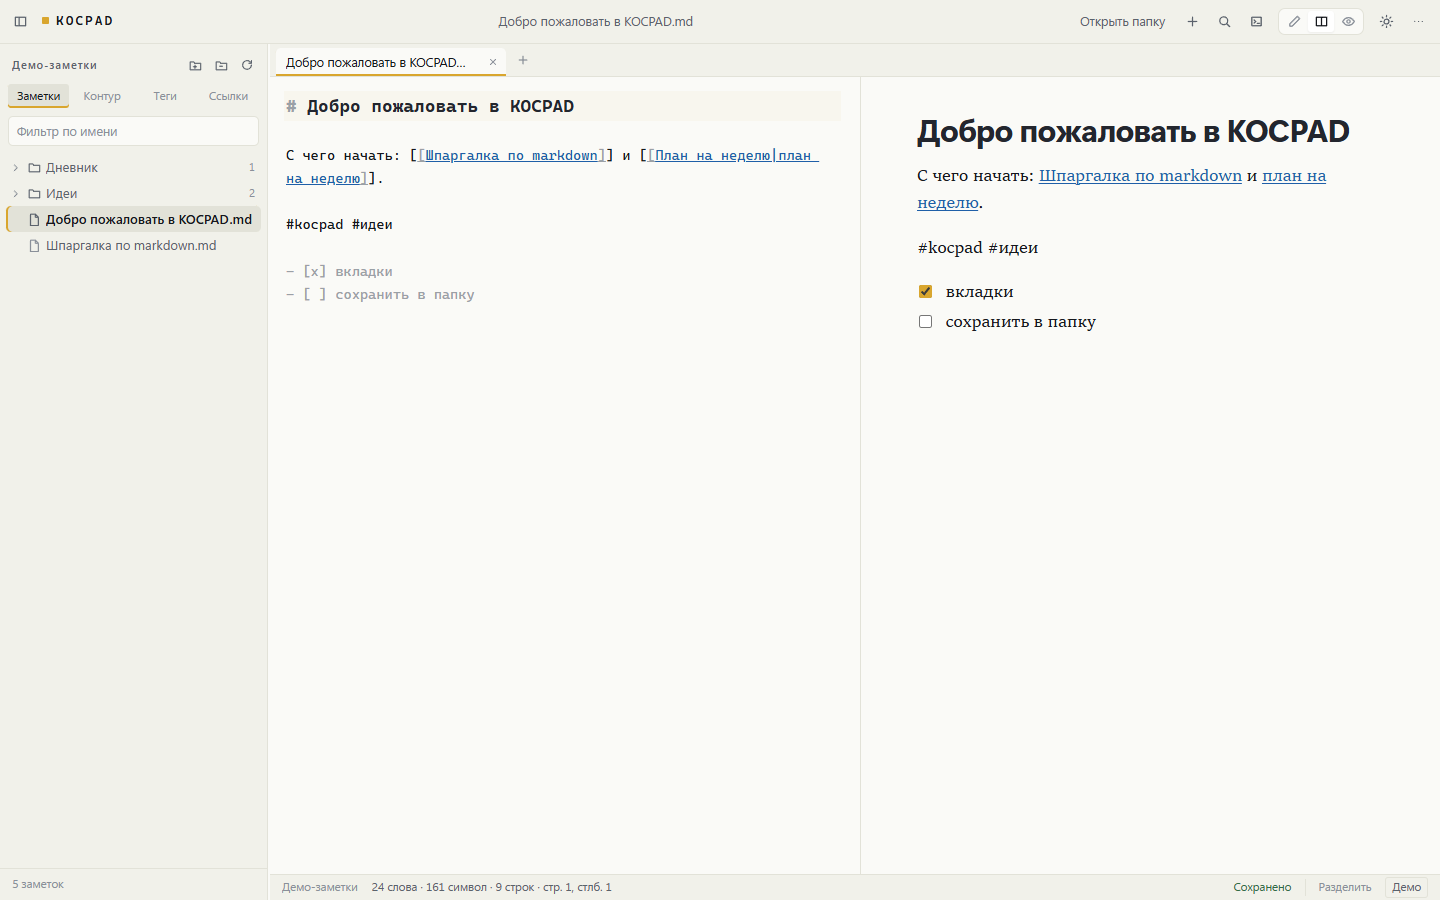 KOCPAD
Добро пожаловать в KOCPAD.md
Открыть папку
Демо-заметки
Заметки
Контур
Теги
Ссылки
Фильтр по имени
Дневник 1
Идеи 2
Добро пожаловать в KOCPAD.md
Шпаргалка по markdown.md
5 заметок
Добро пожаловать в KOCPAD...
# Добро пожаловать в KOCPAD
С чего начать: [[Шпаргалка по markdown]] и [[План на неделю|план
на неделю]].
#kocpad #идеи
– [x] вкладки
– [ ] сохранить в папку
Добро пожаловать в KOCPAD
С чего начать: Шпаргалка по markdown и план на
неделю.
#kocpad #идеи
вкладки
сохранить в папку
Демо-заметки
24 слова · 161 символ · 9 строк · стр. 1, стлб. 1
Сохранено
Разделить
Демо